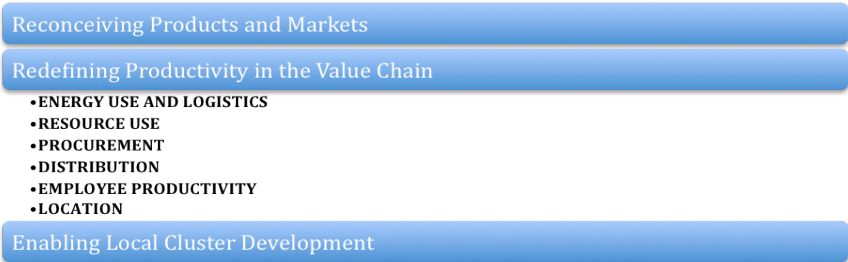 Reconceiving Products and Markets
Redefining Productivity in the Value Chain
•ENERGY USE AND LOGISTICS
•RESOURCE USE
•PROCUREMENT
•DISTRIBUTION
•EMPLOYEE PRODUCTIVITY
•LOCATION
Enabling Local Cluster Development